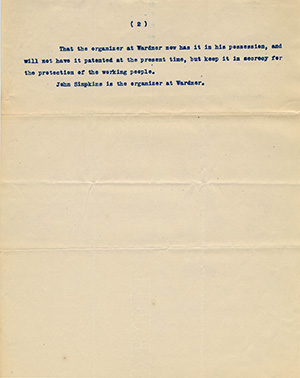 ( 2 )
That the organizer at Wardner now has it in his possession, and
will not have it patented at the present time, but keep it in secrecy for
the protection of the working people.
John Simpkins is the organizer at Wardner.